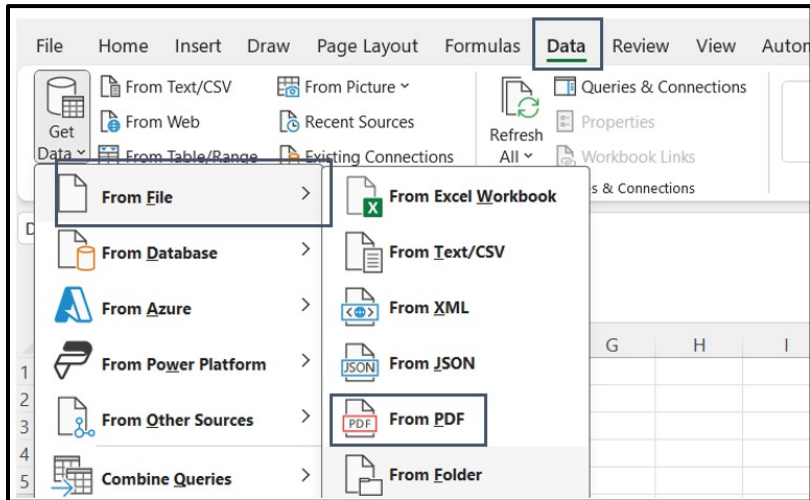 File Home Insert Draw Page Layout Formulas Data Review View Autom
From Text/CSV From Picture Queries & Connections
Get From Web Recent Sources Refresh Properties
Data From Table/Range Existing Connections All Workbook Links
From File From Excel Workbook s & Connections
From Database From Text/CSV
From Azure From XML
G H I
From Power Platform From JSON
1
2
From Other Sources From PDF
3
4
Combine Queries From Folder
5